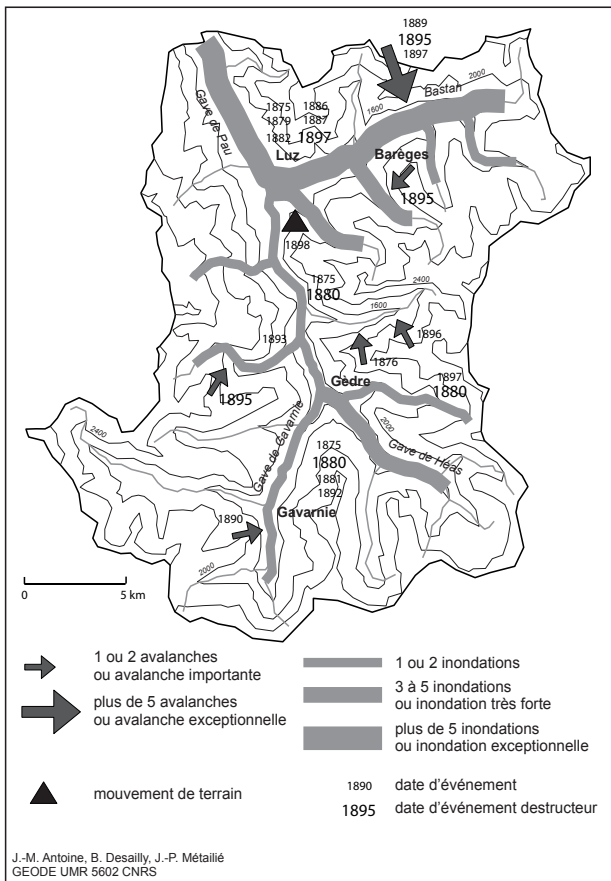 1889
1895
1897
2000
Bastan
1600
Gave de Pau
1875 1886
1879 1887
1882 1897
Luz
Barèges
1895
1898
1875
1880
2400
1600
1893
1896
1876
Gèdre
1897
1880
1895
2400
Gave de Gavarnie
2000
Gave de Héas
1875
1880
1881
1892
Gavarnie
1890
2000
0 5 km
1 ou 2 avalanches
ou avalanche importante
plus de 5 avalanches
ou avalanche exceptionnelle
mouvement de terrain
1 ou 2 inondations
3 à 5 inondations
ou inondation très forte
plus de 5 inondations
ou inondation exceptionnelle
1890 date d'événement
1895 date d'événement destructeur
J.-M. Antoine, B. Desailly, J.-P. Métailié
GEODE UMR 5602 CNRS